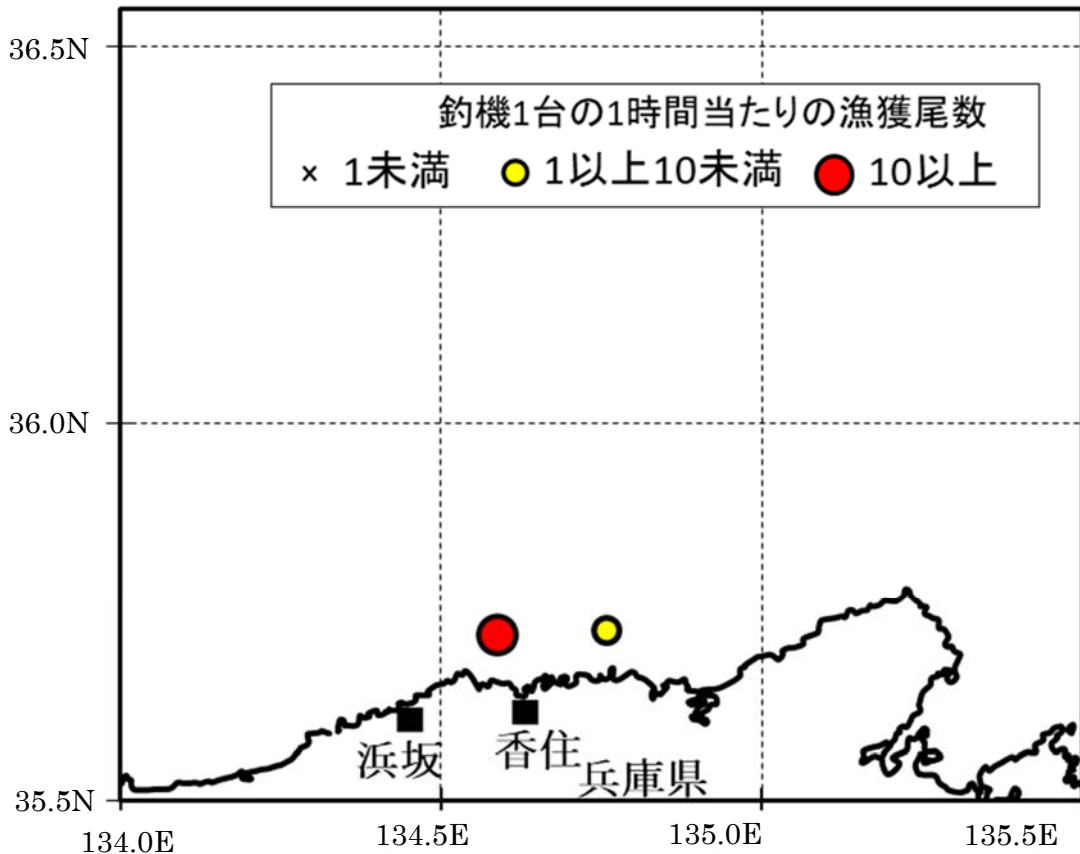 36.5N
釣機1台の1時間当たりの漁獲尾数
× 1未満 1以上10未満 10以上
36.0N
浜坂
香住
兵庫県
35.5N
134.0E
134.5E
135.0E
135.5E